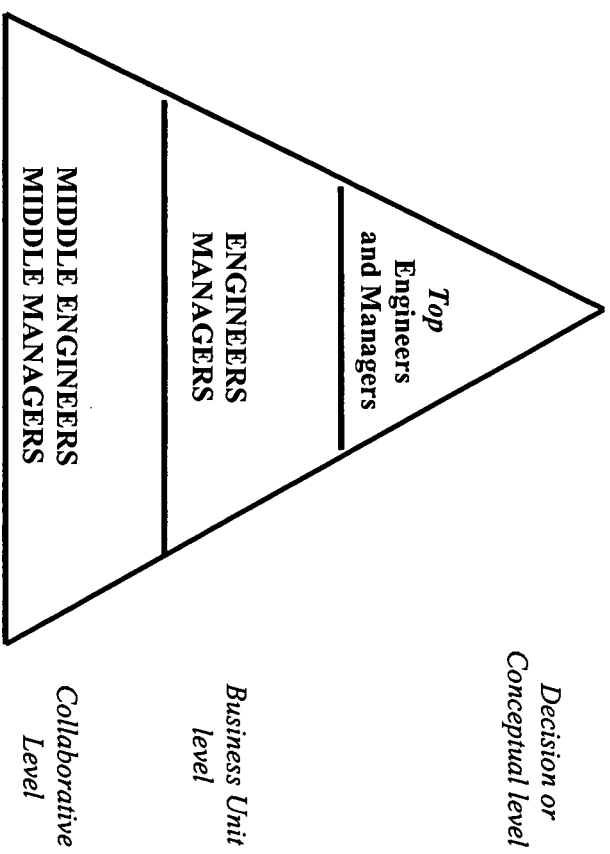 Top
Engineers
and Managers
Decision or
Conceptual level
ENGINEERS
MANAGERS
Business Unit
level
MIDDLE ENGINEERS
MIDDLE MANAGERS
Collaborative
Level